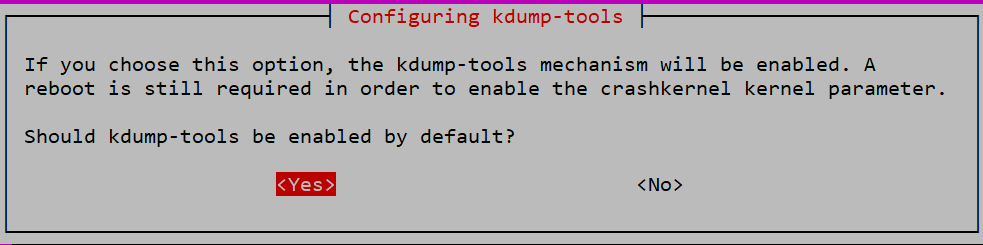 Configuring kdump-tools
If you choose this option, the kdump-tools mechanism will be enabled. A
reboot is still required in order to enable the crashkernel kernel parameter.
Should kdump-tools be enabled by default?
<Yes> <No>